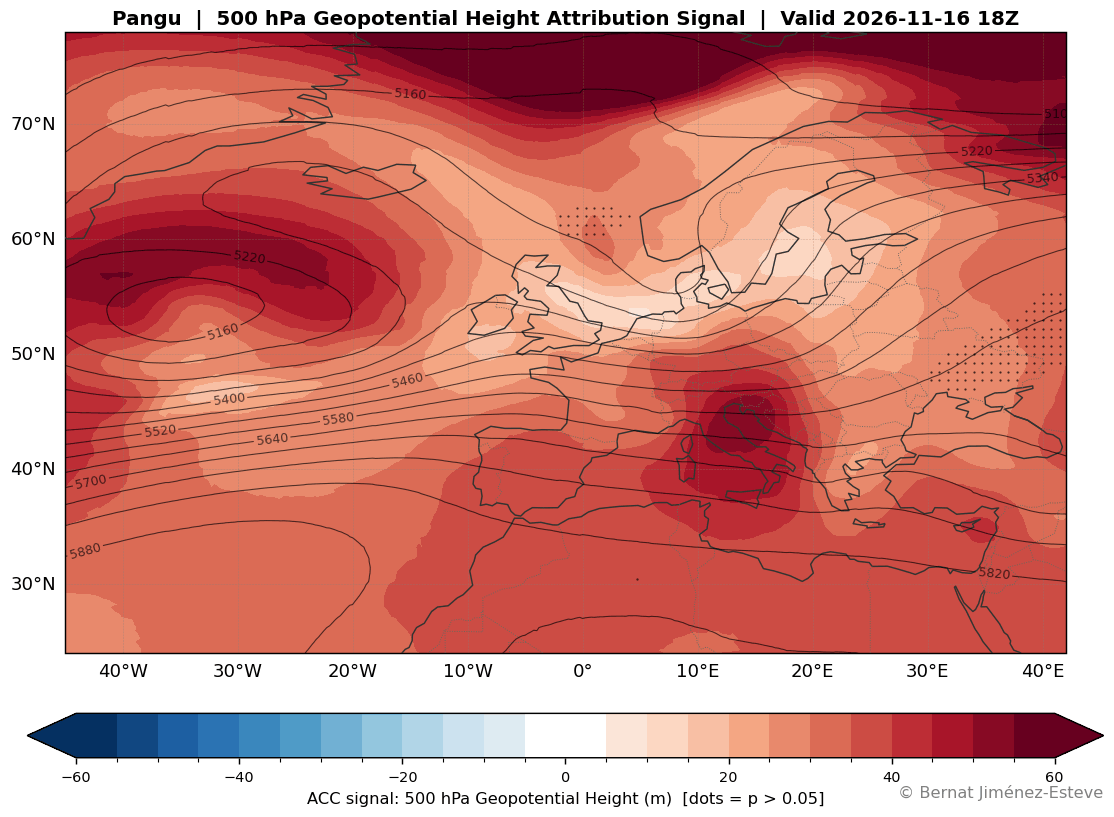 Pangu | 500 hPa Geopotential Height Attribution Signal | Valid 2026-11-16 18Z
5160
510
70°N
5220
5340
60°N
5220
5160
50°N
5460
5400
5580
5520
5640
40°N
5700
5880
5820
30°N
40°W 30°W 20°W 10°W 0° 10°E 20°E 30°E 40°E
−60 −40 −20 0 20 40 60
ACC signal: 500 hPa Geopotential Height (m) [dots = p > 0.05]
© Bernat Jiménez-Esteve